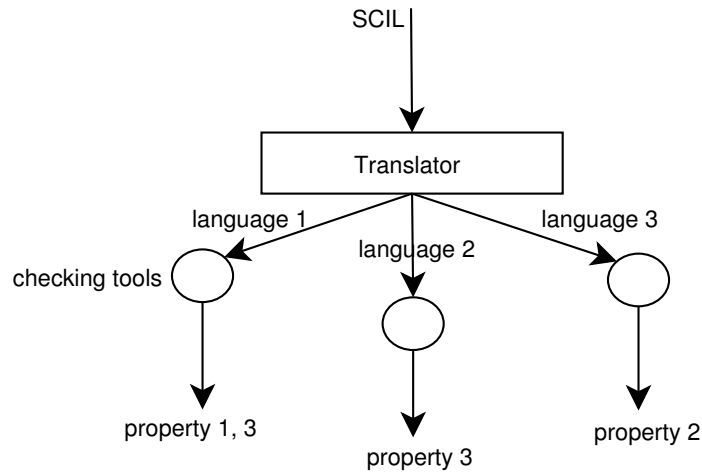 SCIL
Translator
language 1
language 3
language 2
checking tools
property 1, 3
property 3
property 2